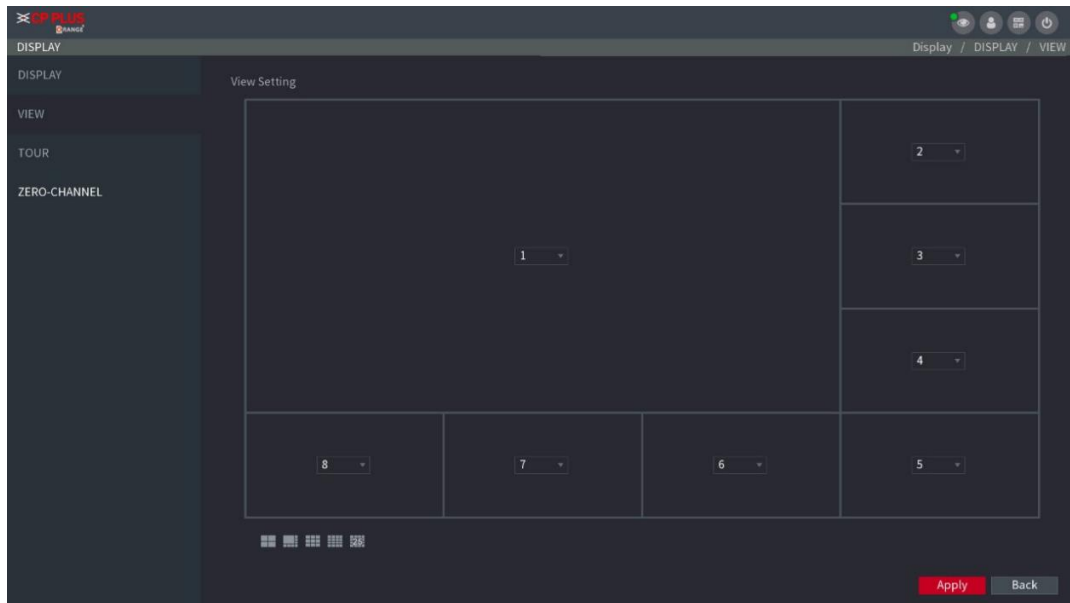 CP PLUS
ORANGE
DISPLAY
Display / DISPLAY / VIEW
DISPLAY
VIEW
TOUR
ZERO-CHANNEL
View Setting
1
2
3
4
8
7
6
5
Apply
Back